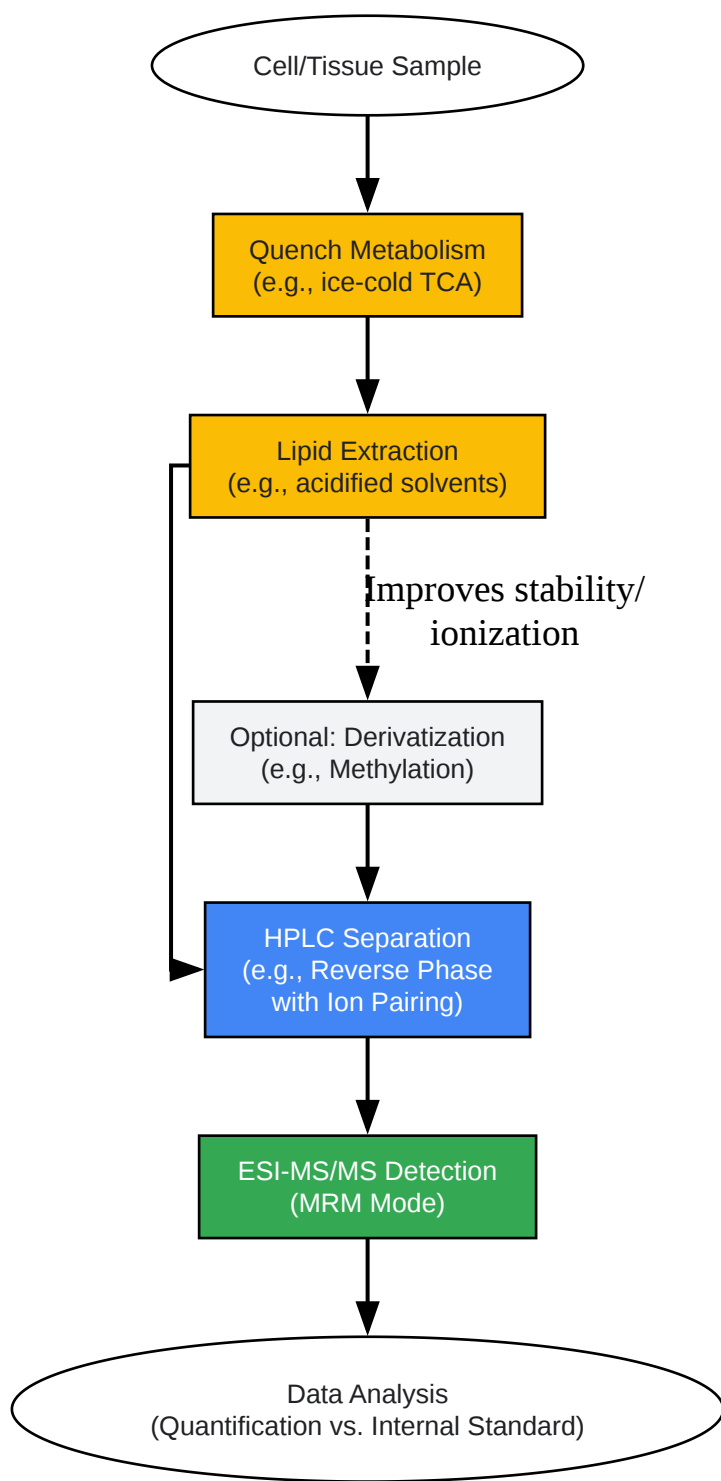 Cell/Tissue Sample
Quench Metabolism
(e.g., ice-cold TCA)
Lipid Extraction
(e.g., acidified solvents)
Improves stability/
ionization
Optional: Derivatization
(e.g., Methylation)
HPLC Separation
(e.g., Reverse Phase
with Ion Pairing)
ESI-MS/MS Detection
(MRM Mode)
Data Analysis
(Quantification vs. Internal Standard)